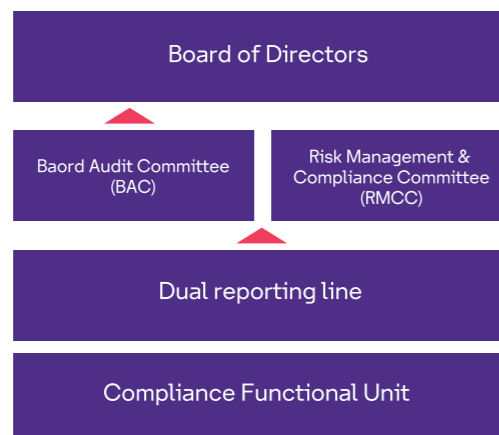 Board of Directors
Baord Audit Committee
(BAC)
Risk Management &
Compliance Committee
(RMCC)
Dual reporting line
Compliance Functional Unit